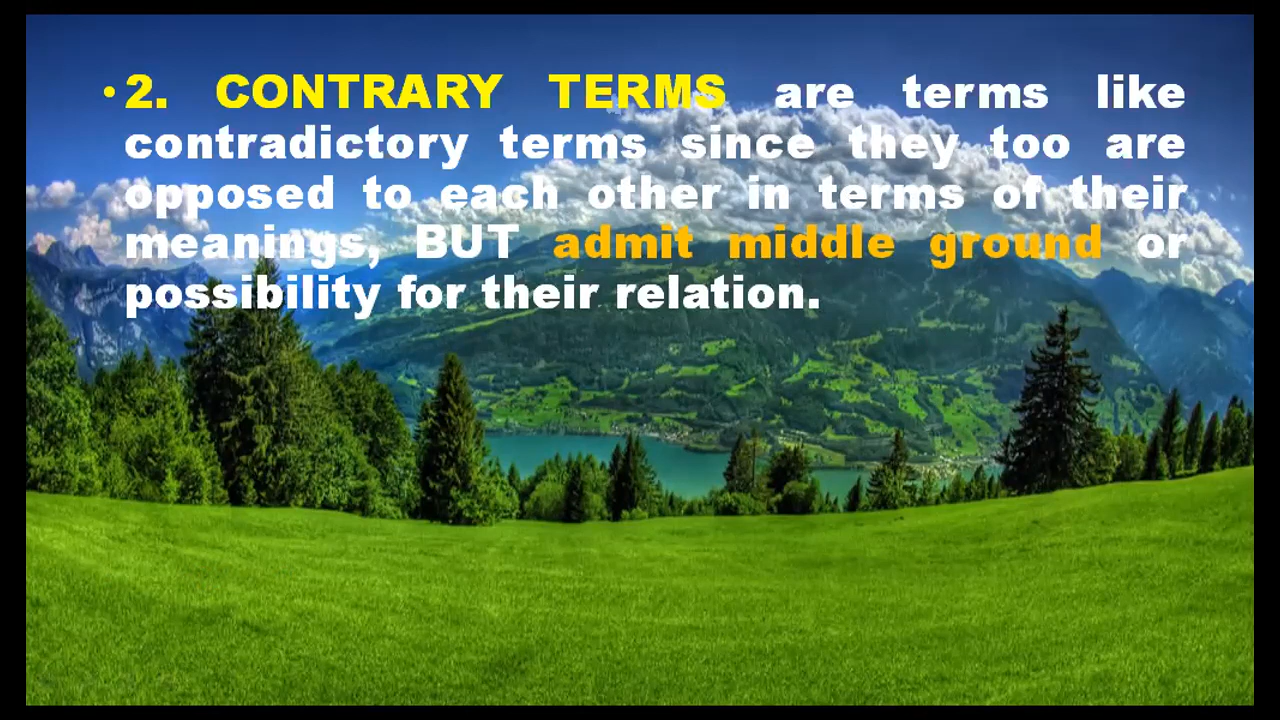 • 2. CONTRARY TERMS are terms like
contradictory terms since they too are
opposed to each other in terms of their
meanings, BUT admit middle ground or
possibility for their relation.